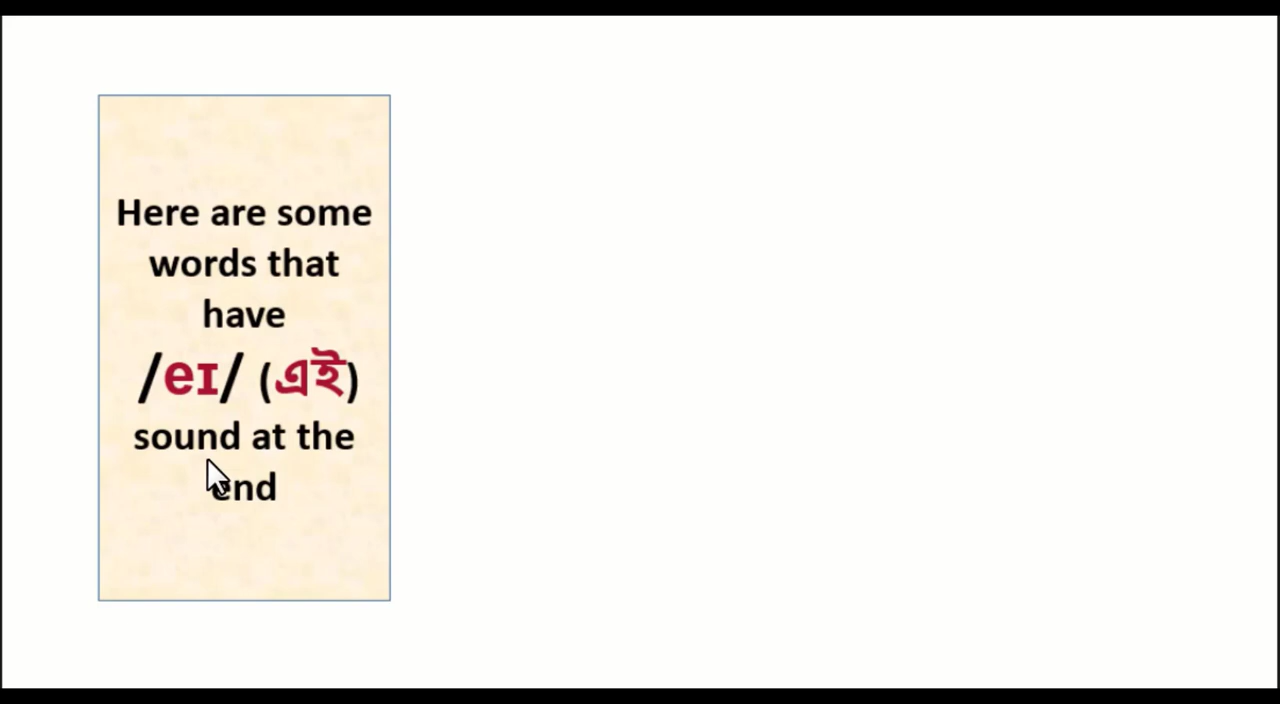 Here are some
words that
have
/eɪ/ (এই)
sound at the
end